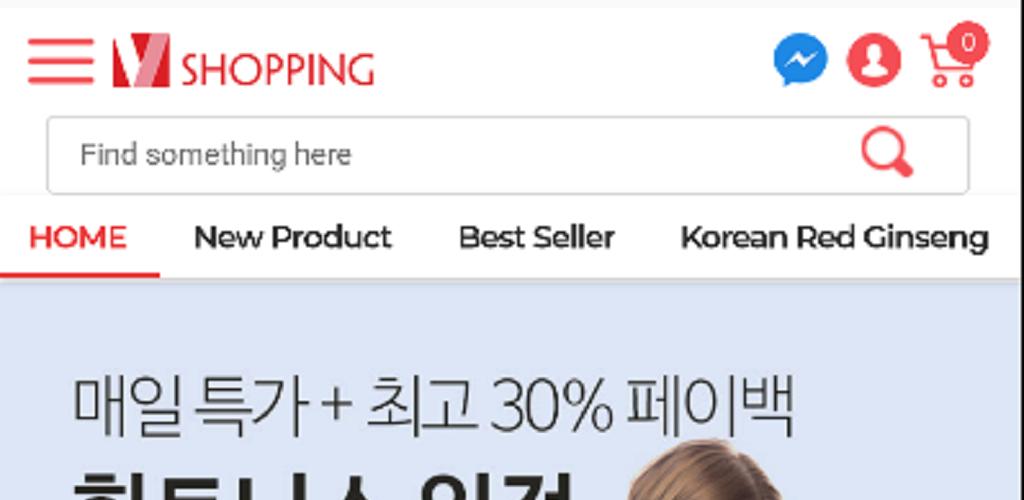 V SHOPPING
0
Find something here
HOME New Product Best Seller Korean Red Ginseng
매일 특가 + 최고 30% 페이백